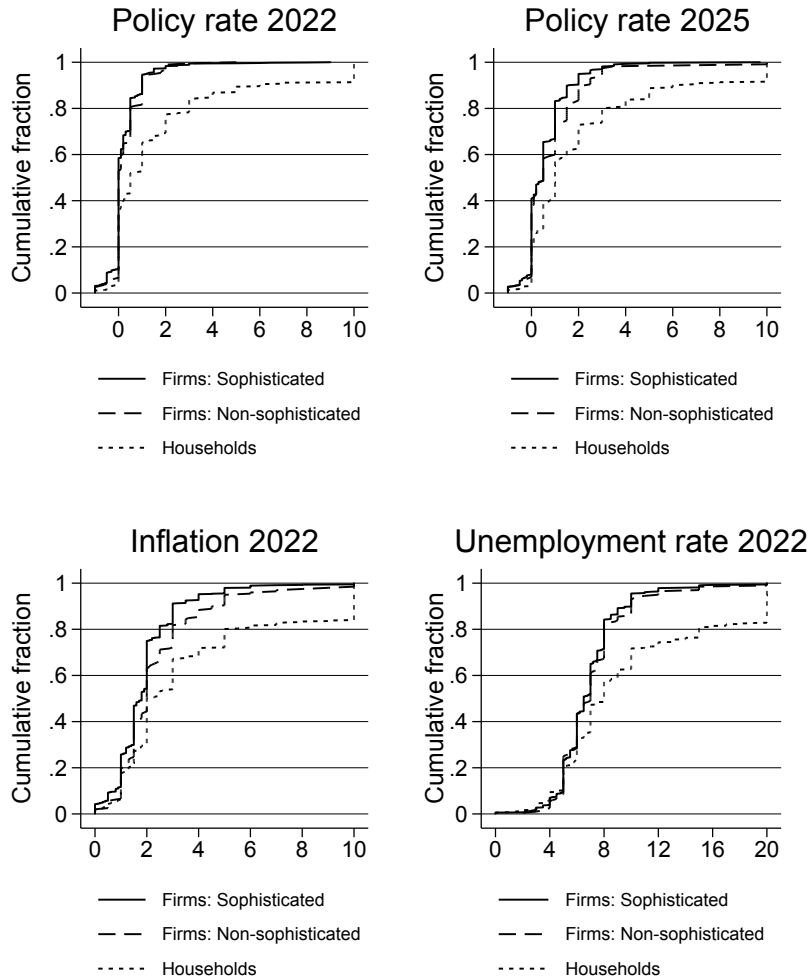 Policy rate 2022
Cumulative fraction
1
.8
.6
.4
.2
0
0 2 4 6 8 10
Firms: Sophisticated
Firms: Non-sophisticated
Households
Policy rate 2025
Cumulative fraction
1
.8
.6
.4
.2
0
0 2 4 6 8 10
Firms: Sophisticated
Firms: Non-sophisticated
Households
Inflation 2022
Cumulative fraction
1
.8
.6
.4
.2
0
0 2 4 6 8 10
Firms: Sophisticated
Firms: Non-sophisticated
Households
Unemployment rate 2022
Cumulative fraction
1
.8
.6
.4
.2
0
0 4 8 12 16 20
Firms: Sophisticated
Firms: Non-sophisticated
Households